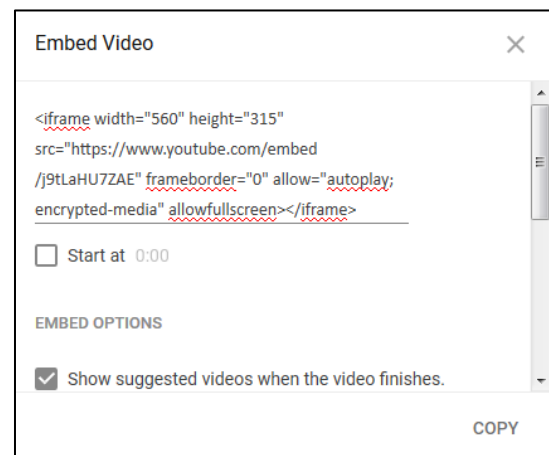 Embed Video
<iframe width="560" height="315"
src="https://www.youtube.com/embed
/j9tLaHU7ZAE" frameborder="0" allow="autoplay;
encrypted-media" allowfullscreen></iframe>
Start at 0:00
EMBED OPTIONS
Show suggested videos when the video finishes.
COPY